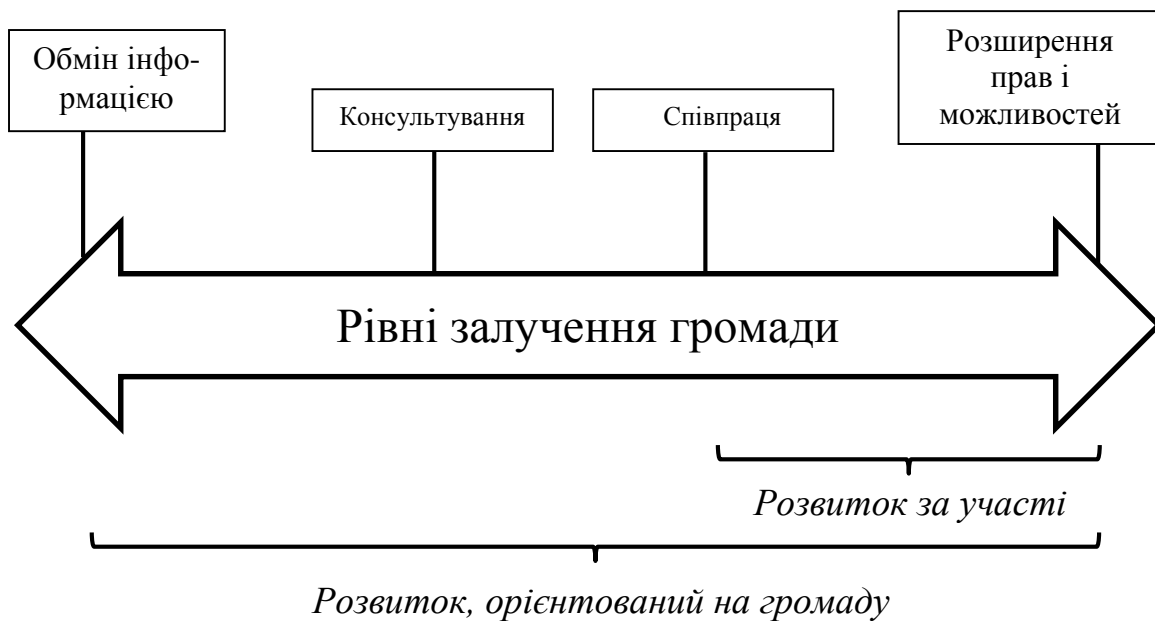 Обмін інфо-
рмацією
Консультування
Співпраця
Розширення
прав і
можливостей
Рівні залучення громади
Розвиток за участі
Розвиток, орієнтований на громаду